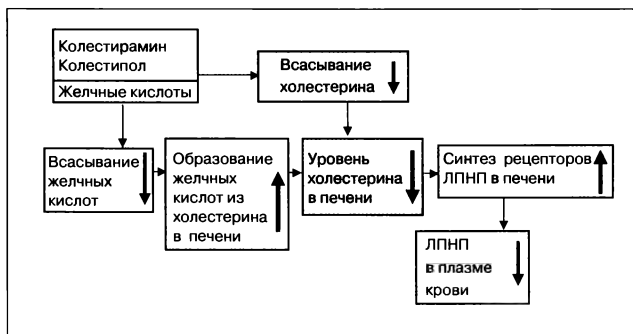 Колестирамин
Колестипол
Желчные кислоты
Всасывание
холестерина
Всасывание
желчных
кислот
Образование
желчных
кислот из
холестерина
в печени
Уровень
холестерина
в печени
Синтез рецепторов
ЛПНП в печени
ЛПНП
в плазме
крови